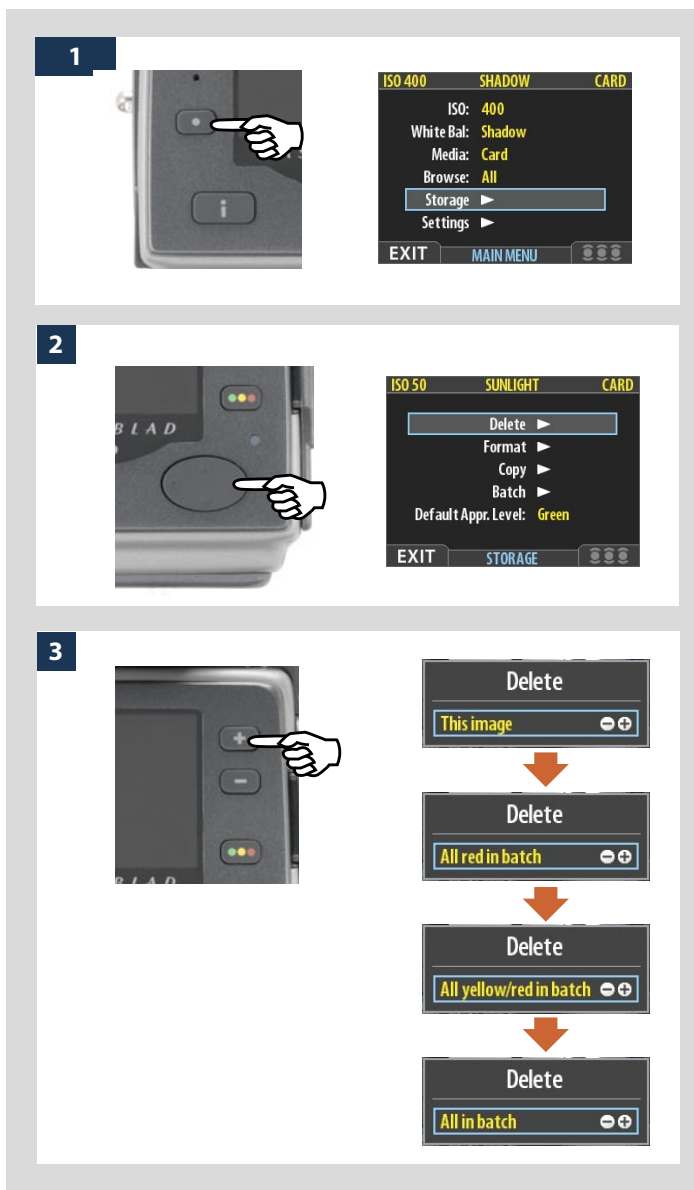 1
i
ISO 400 SHADOW CARD
ISO: 400
White Bal: Shadow
Media: Card
Browse: All
Storage ►
Settings ►
EXIT MAIN MENU
2
BLAD
ISO 50 SUNLIGHT CARD
Delete ►
Format ►
Copy ►
Batch ►
Default Appr. Level: Green
EXIT STORAGE
3
+
−
BLAD
Delete
This image
Delete
All red in batch
Delete
All yellow/red in batch
Delete
All in batch